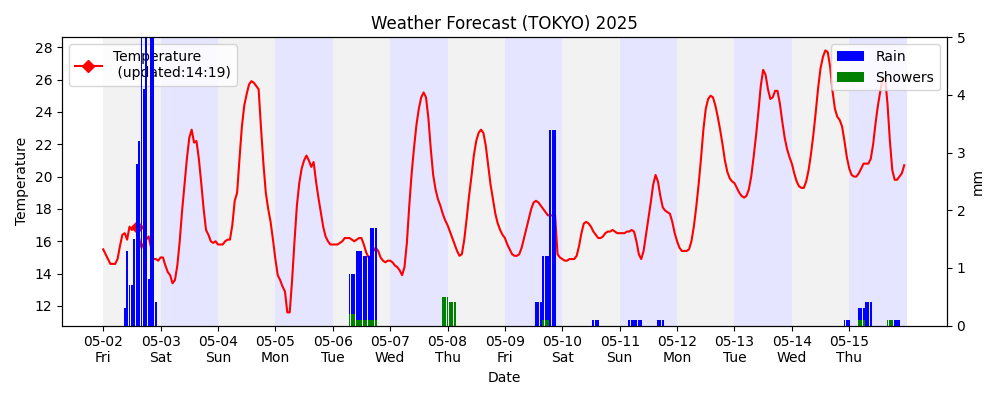 Weather Forecast (TOKYO) 2025
Temperature
(updated:14:19)
Rain
Showers
Temperature
28
26
24
22
20
18
16
14
12
5
4
3
2
1
0
mm
05-02 05-03 05-04 05-05 05-06 05-07 05-08 05-09 05-10 05-11 05-12 05-13 05-14 05-15
Fri Sat Sun Mon Tue Wed Thu Fri Sat Sun Mon Tue Wed Thu
Date